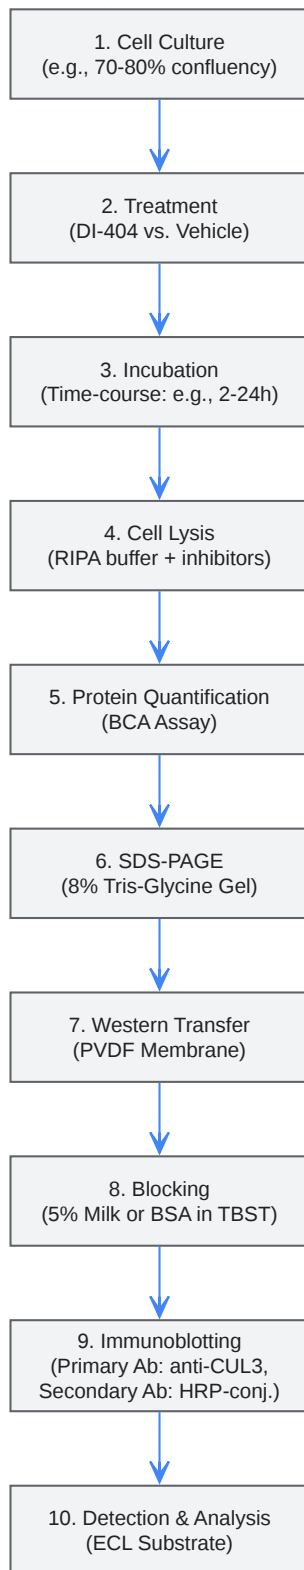 1. Cell Culture
(e.g., 70-80% confluency)
2. Treatment
(DI-404 vs. Vehicle)
3. Incubation
(Time-course: e.g., 2-24h)
4. Cell Lysis
(RIPA buffer + inhibitors)
5. Protein Quantification
(BCA Assay)
6. SDS-PAGE
(8% Tris-Glycine Gel)
7. Western Transfer
(PVDF Membrane)
8. Blocking
(5% Milk or BSA in TBST)
9. Immunoblotting
(Primary Ab: anti-CUL3,
Secondary Ab: HRP-conj.)
10. Detection & Analysis
(ECL Substrate)